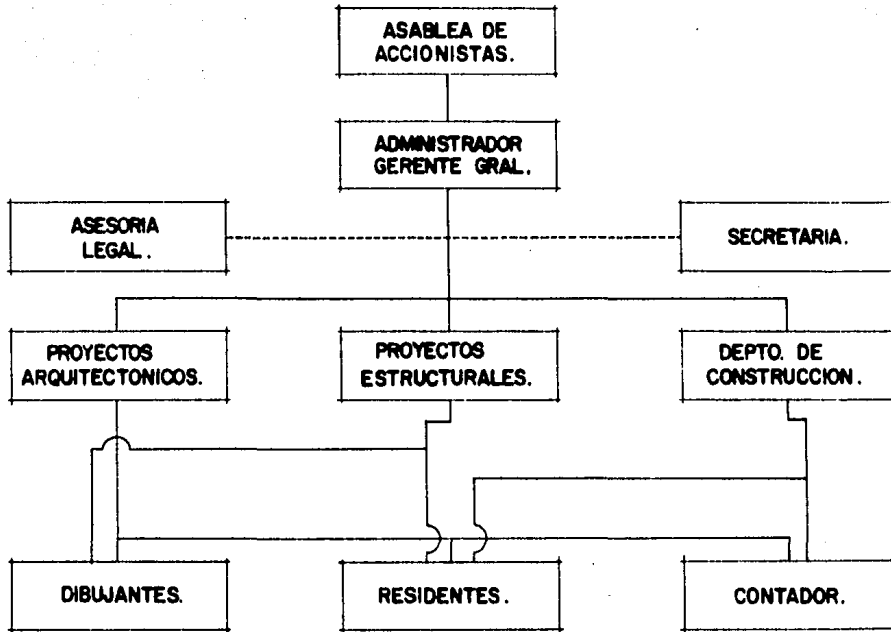 ASABLEA DE
ACCIONISTAS.
ADMINISTRADOR
GERENTE GRAL.
ASESORIA
LEGAL.
SECRETARIA.
PROYECTOS
ARQUITECTONICOS.
PROYECTOS
ESTRUCTURALES.
DEPTO. DE
CONSTRUCCION.
DIBUJANTES.
RESIDENTES.
CONTADOR.